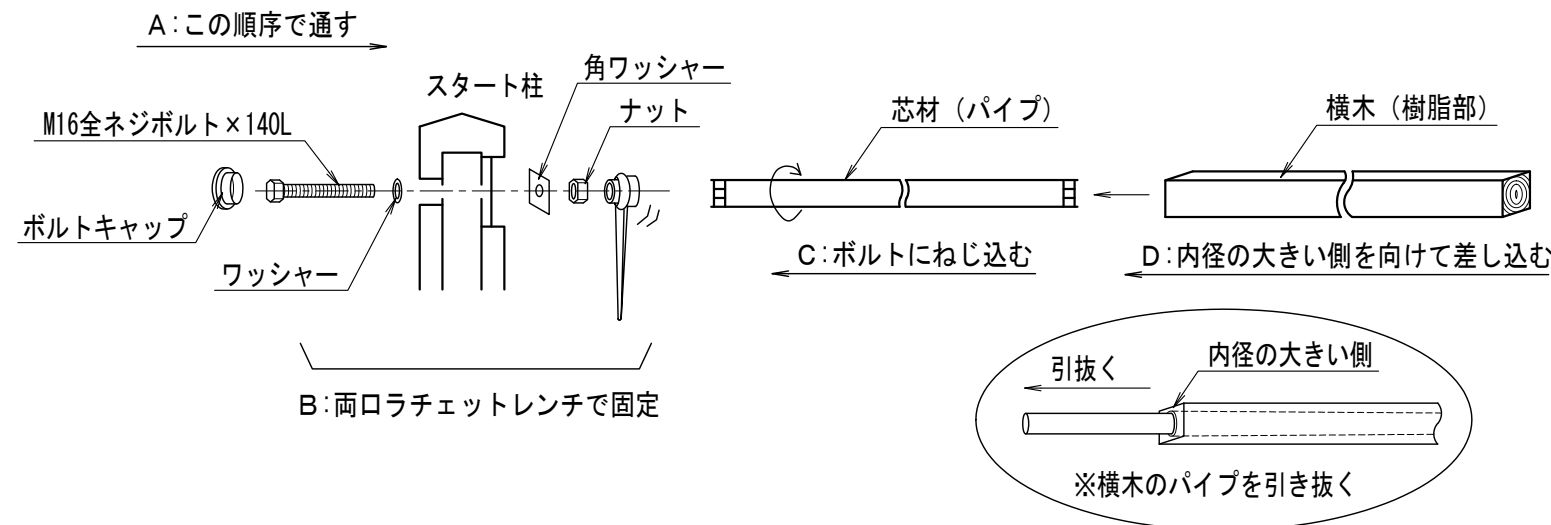 A:この順序で通す
スタート柱
角ワッシャー
ナット
M16全ネジボルト×140L
ボルトキャップ
ワッシャー
芯材（パイプ）
横木（樹脂部）
C:ボルトにねじ込む
D:内径の大きい側を向けて差し込む
B:両口ラチェットレンチで固定
引抜く
内径の大きい側
※横木のパイプを引き抜く